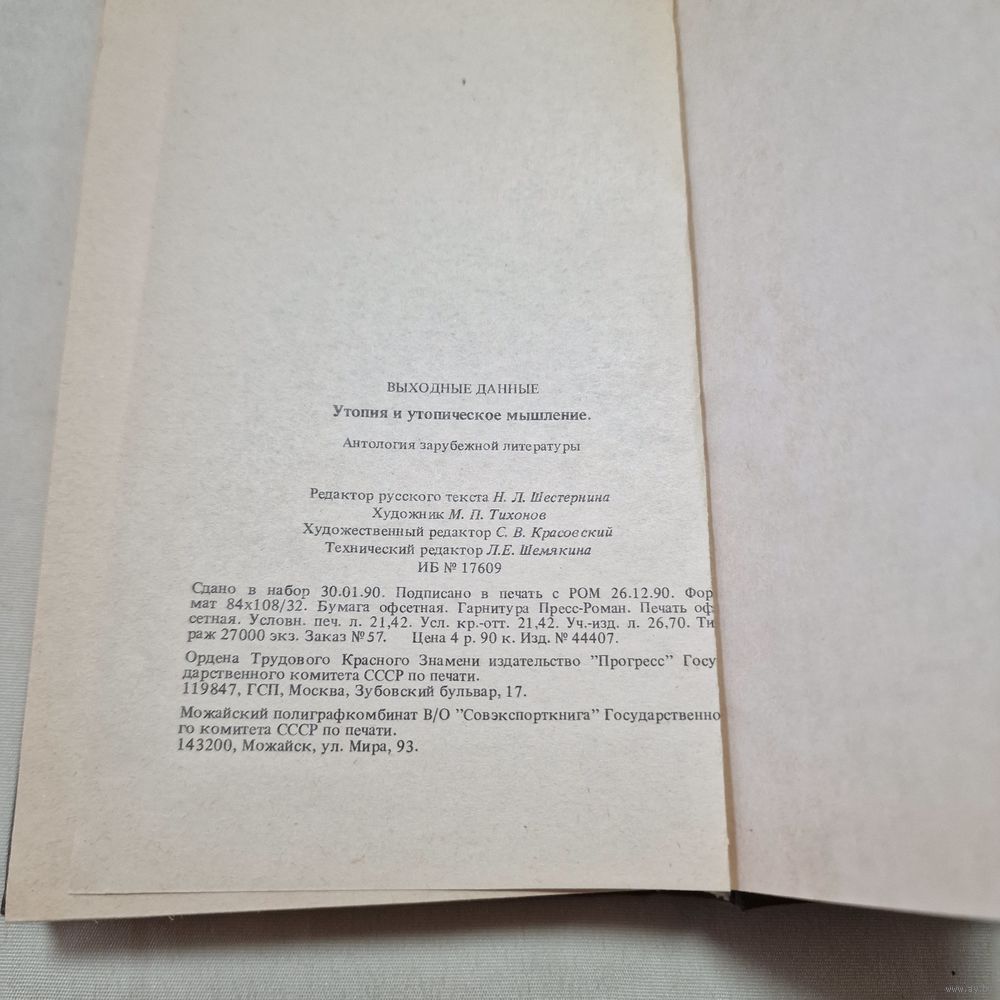 ВЫХОДНЫЕ ДАННЫЕ
Утопия и утопическое мышление.
Антология зарубежной литературы
Редактор русского текста Н. Л. Шестернина
Художник М. П. Тихонов
Художественный редактор С. В. Красовский
Технический редактор Л.Е. Шемякина
ИБ № 17609
Сдано в набор 30.01.90. Подписано в печать с РОМ 26.12.90. Фор
мат 84х108/32. Бумага офсетная. Гарнитура Пресс-Роман. Печать оф
сетная. Условн. печ. л. 21,42. Усл. кр.-отт. 21,42. Уч.-изд. л. 26,70. Ти
раж 27000 экз. Заказ № 57. Цена 4 р. 90 к. Изд. № 44407.
Ордена Трудового Красного Знамени издательство "Прогресс" Госу
дарственного комитета СССР по печати.
119847, ГСП, Москва, Зубовский бульвар, 17.
Можайский полиграфкомбинат В/О "Совэкспорткнига" Государственно
го комитета СССР по печати.
143200, Можайск, ул. Мира, 93.